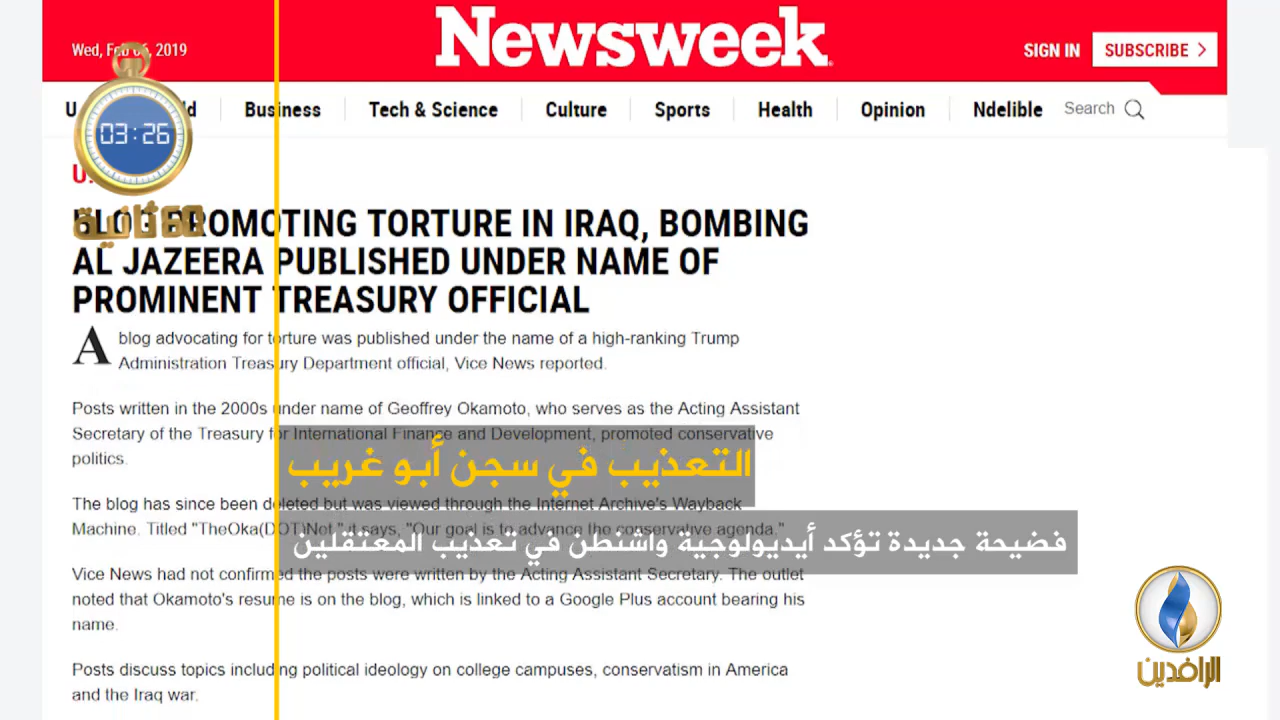 Newsweek
Wed, Feb 06, 2019
SIGN IN
SUBSCRIBE
Business
Tech & Science
Culture
Sports
Health
Opinion
Ndelible
Search
03:26
60 ثانية
BLOG PROMOTING TORTURE IN IRAQ, BOMBING
AL JAZEERA PUBLISHED UNDER NAME OF
PROMINENT TREASURY OFFICIAL
A blog advocating for torture was published under the name of a high-ranking Trump
Administration Treasury Department official, Vice News reported.
Posts written in the 2000s under name of Geoffrey Okamoto, who serves as the Acting Assistant
Secretary of the Treasury for International Finance and Development, promoted conservative
politics.
التعذيب في سجن أبو غريب
The blog has since been deleted but was viewed through the Internet Archive's Wayback
Machine. Titled "TheOka(DOT)Net," it says, "Our goal is to advance the conservative agenda."
فضيحة جديدة تؤكد أيديولوجية واشنطن في تعذيب المعتقلين
Vice News had not confirmed the posts were written by the Acting Assistant Secretary. The outlet
noted that Okamoto's resume is on the blog, which is linked to a Google Plus account bearing his
name.
Posts discuss topics including political ideology on college campuses, conservatism in America
and the Iraq war.
الرافدين